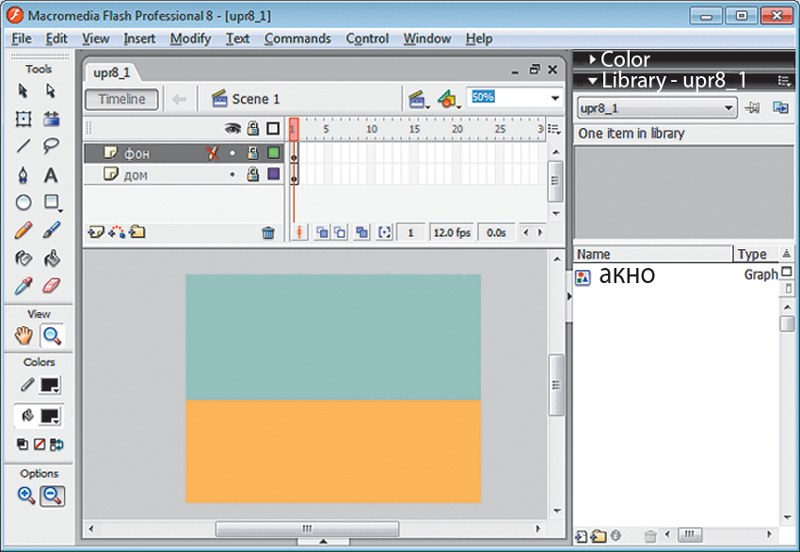 Macromedia Flash Professional 8 - [upr8_1]
File Edit View Insert Modify Text Commands Control Window Help
Tools
View
Colors
Options
upr8_1
Timeline Scene 1 50%
1 5 10 15 20 25 30
фон
дом
1 12.0 fps 0.0s
Color
Library - upr8_1
upr8_1
One item in library
Name Type
акно Graph